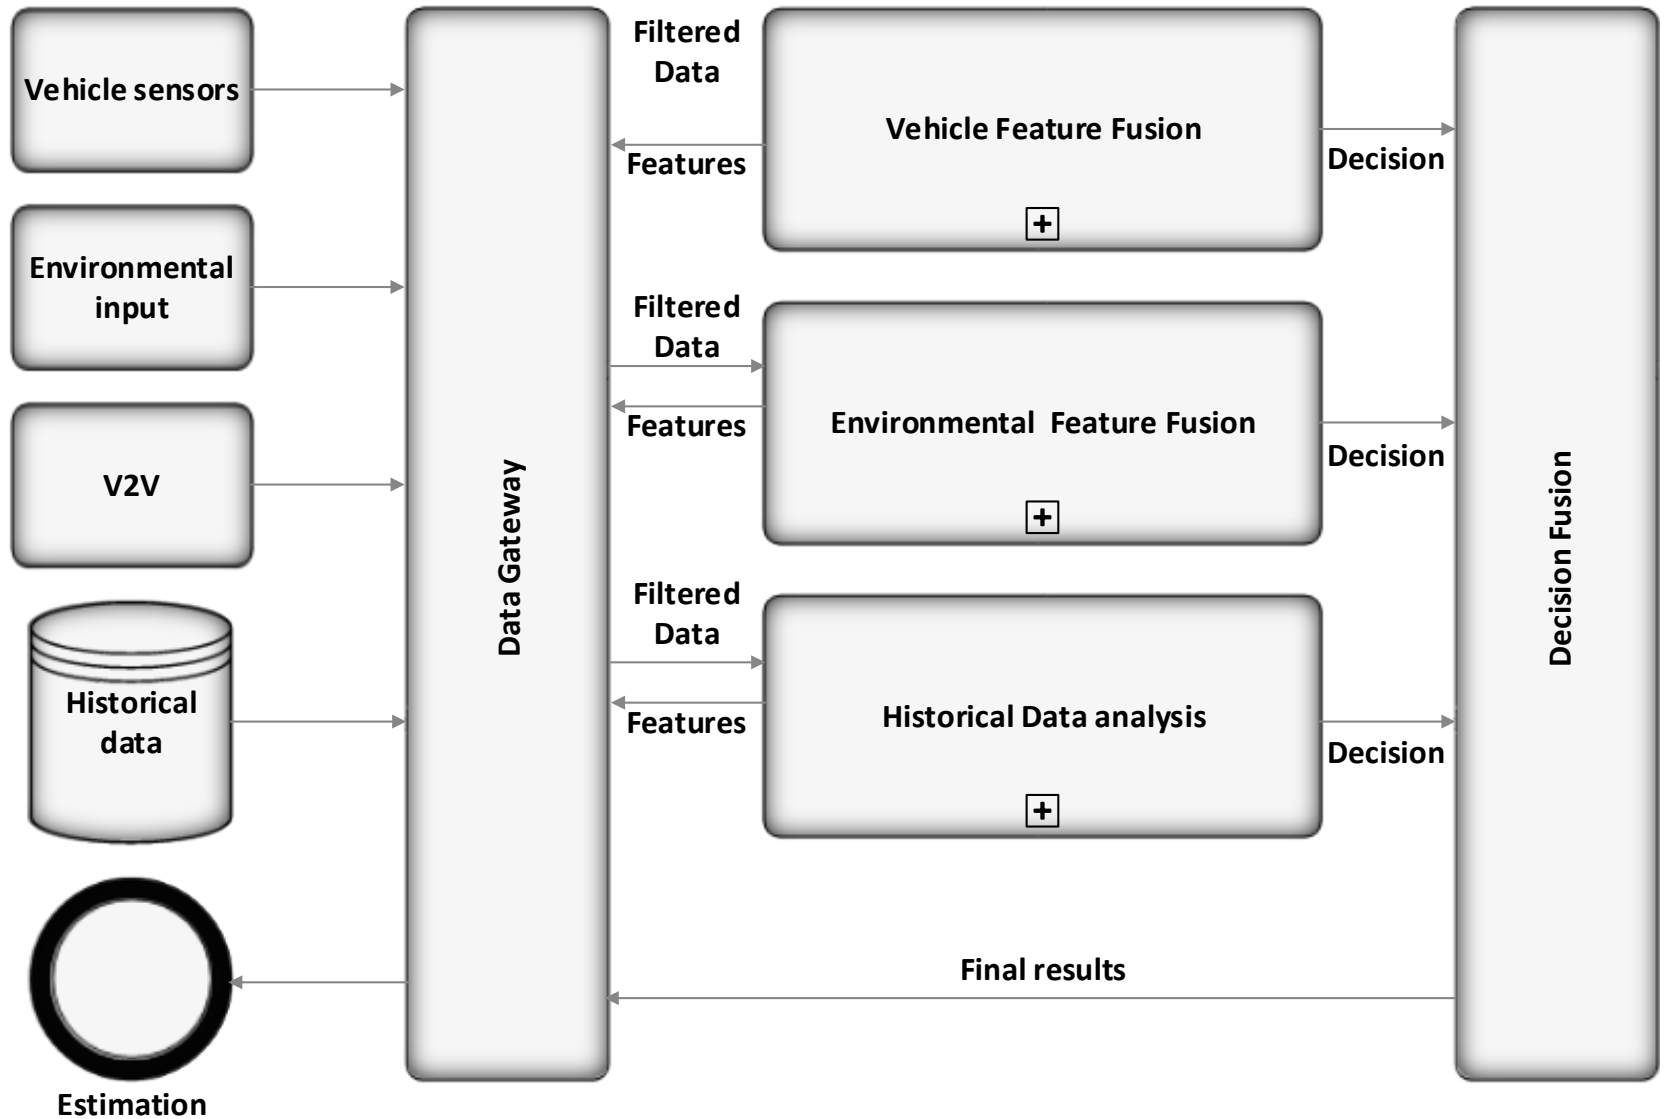 Vehicle sensors
Environmental
input
V2V
Historical
data
Estimation
Data Gateway
Filtered
Data
Features
Filtered
Data
Features
Filtered
Data
Features
Vehicle Feature Fusion
Environmental Feature Fusion
Historical Data analysis
Final results
Decision
Decision
Decision
Decision Fusion